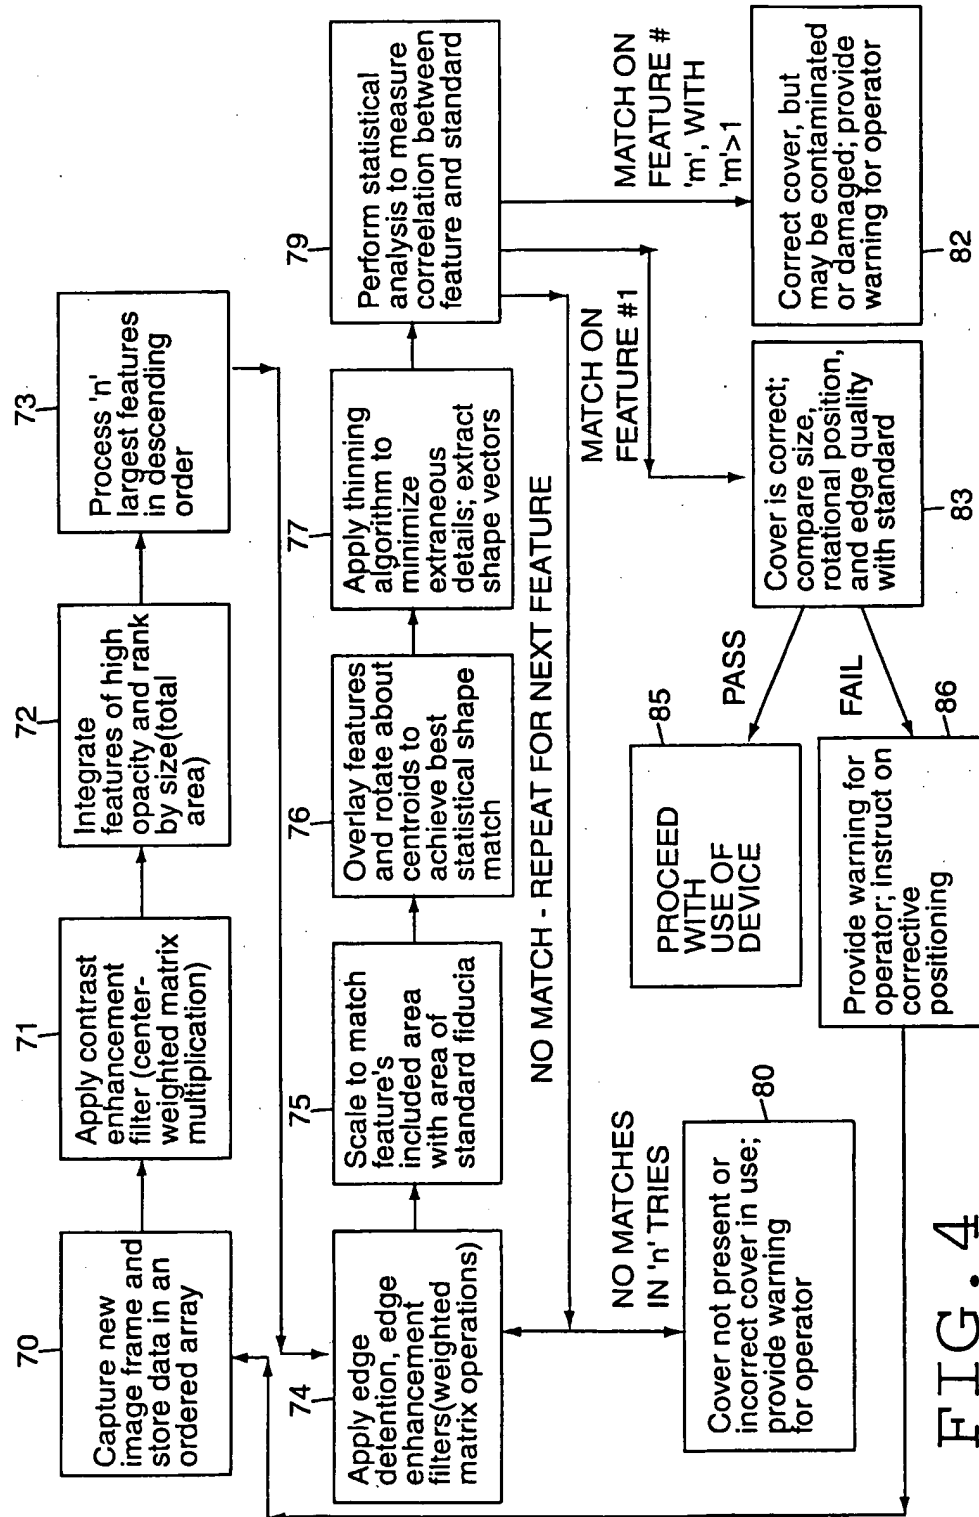 70
Capture new
image frame and
store data in an
ordered array
71
Apply contrast
enhancement
filter (center-
weighted matrix
multiplication)
72
Integrate
features of high
opacity and rank
by size(total
area)
73
Process 'n'
largest features
in descending
order
74
Apply edge
detention, edge
enhancement
filters(weighted
matrix operations)
75
Scale to match
feature's
included area
with area of
standard fiducia
76
Overlay features
and rotate about
centroids to
achieve best
statistical shape
match
77
Apply thinning
algorithm to
minimize
extraneous
details; extract
shape vectors
79
Perform statistical
analysis to measure
correelation between
feature and standard
NO MATCH - REPEAT FOR NEXT FEATURE
MATCH ON
FEATURE #1
MATCH ON
FEATURE #
'm', WITH
'm'>1
NO MATCHES
IN 'n' TRIES
80
Cover not present or
incorrect cover in use;
provide warning
for operator
85
PROCEED
WITH
USE OF
DEVICE
PASS
FAIL
86
Provide warning for
operator; instruct on
corrective
positioning
Cover is correct;
compare size,
rotational position,
and edge quality
with standard
83
Correct cover, but
may be contaminated
or damaged; provide
warning for operator
82
FIG. 4